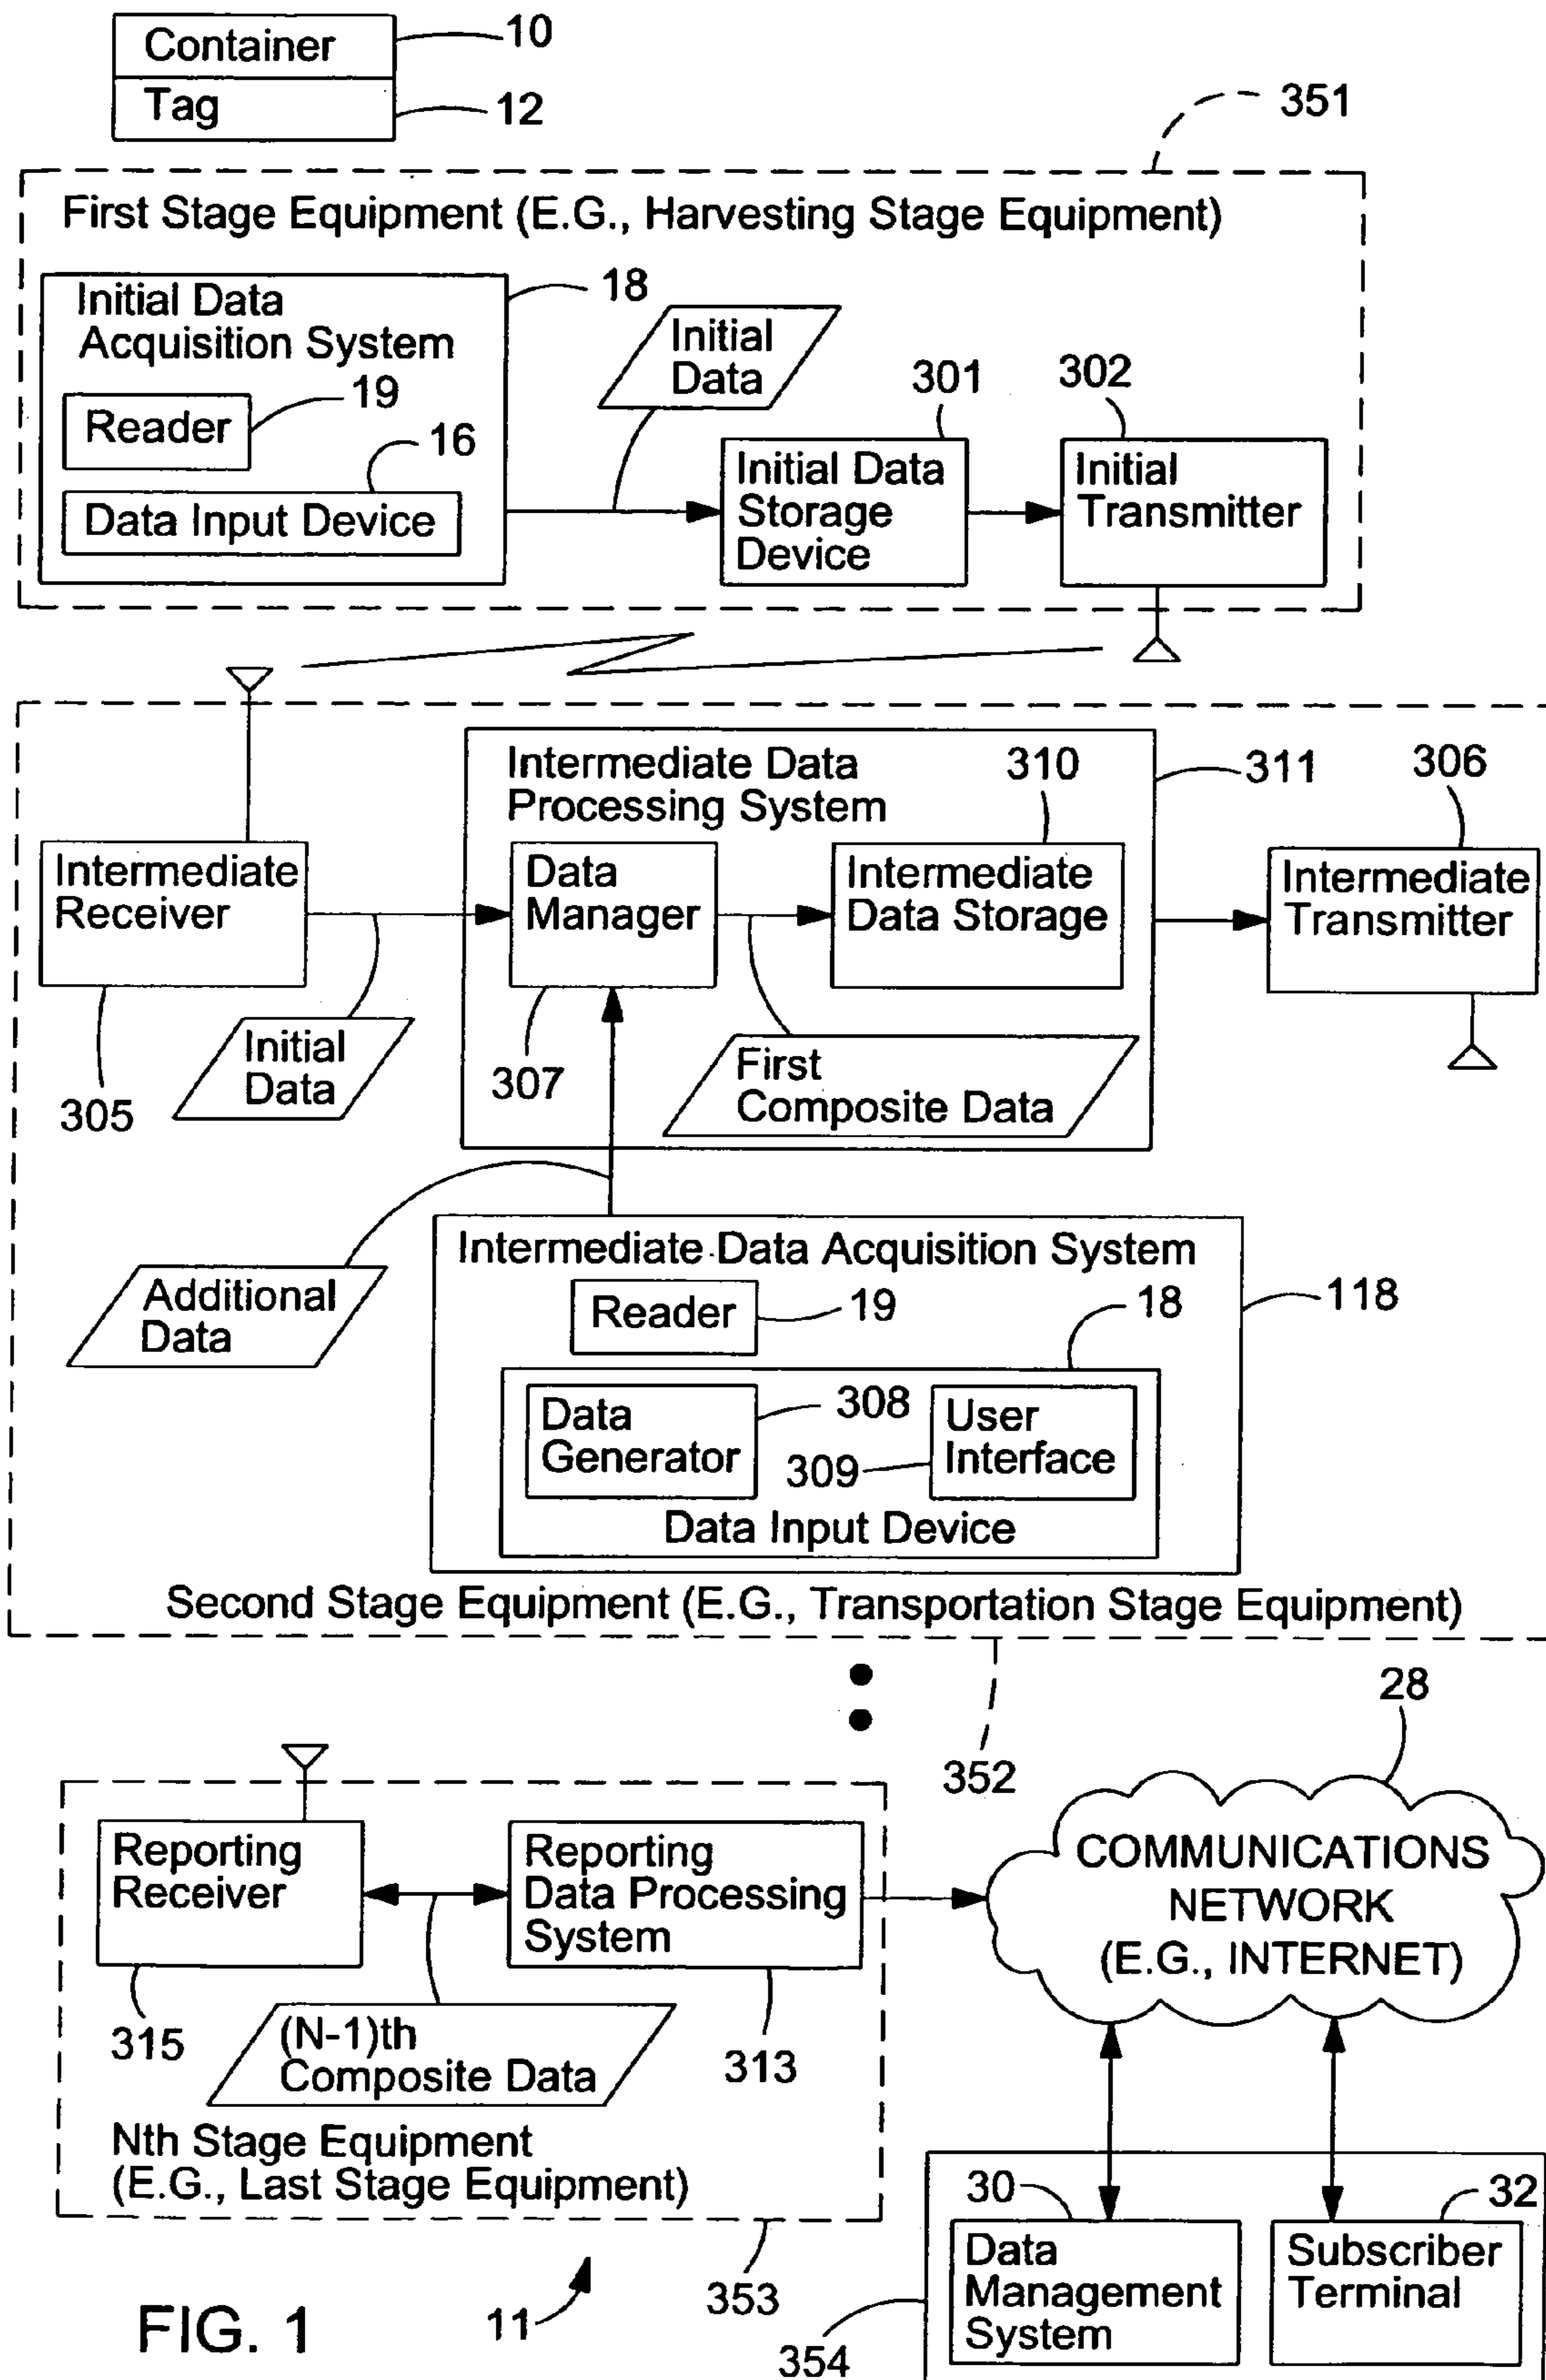 Container
10
Tag
12
351
First Stage Equipment (E.G., Harvesting Stage Equipment)
Initial Data
Acquisition System
18
Reader
19
Data Input Device
16
Initial
Data
301
Initial Data
Storage
Device
302
Initial
Transmitter
Intermediate Data
Processing System
310
311
306
Intermediate
Receiver
Data
Manager
Intermediate
Data Storage
Intermediate
Transmitter
305
Initial
Data
307
First
Composite Data
Additional
Data
Intermediate Data Acquisition System
Reader
19
18
118
Data
Generator
308
309
User
Interface
Data Input Device
Second Stage Equipment (E.G., Transportation Stage Equipment)
352
28
Reporting
Receiver
Reporting
Data Processing
System
COMMUNICATIONS
NETWORK
(E.G., INTERNET)
315
(N-1)th
Composite Data
313
Nth Stage Equipment
(E.G., Last Stage Equipment)
353
30
32
Data
Management
System
Subscriber
Terminal
354
FIG. 1
11